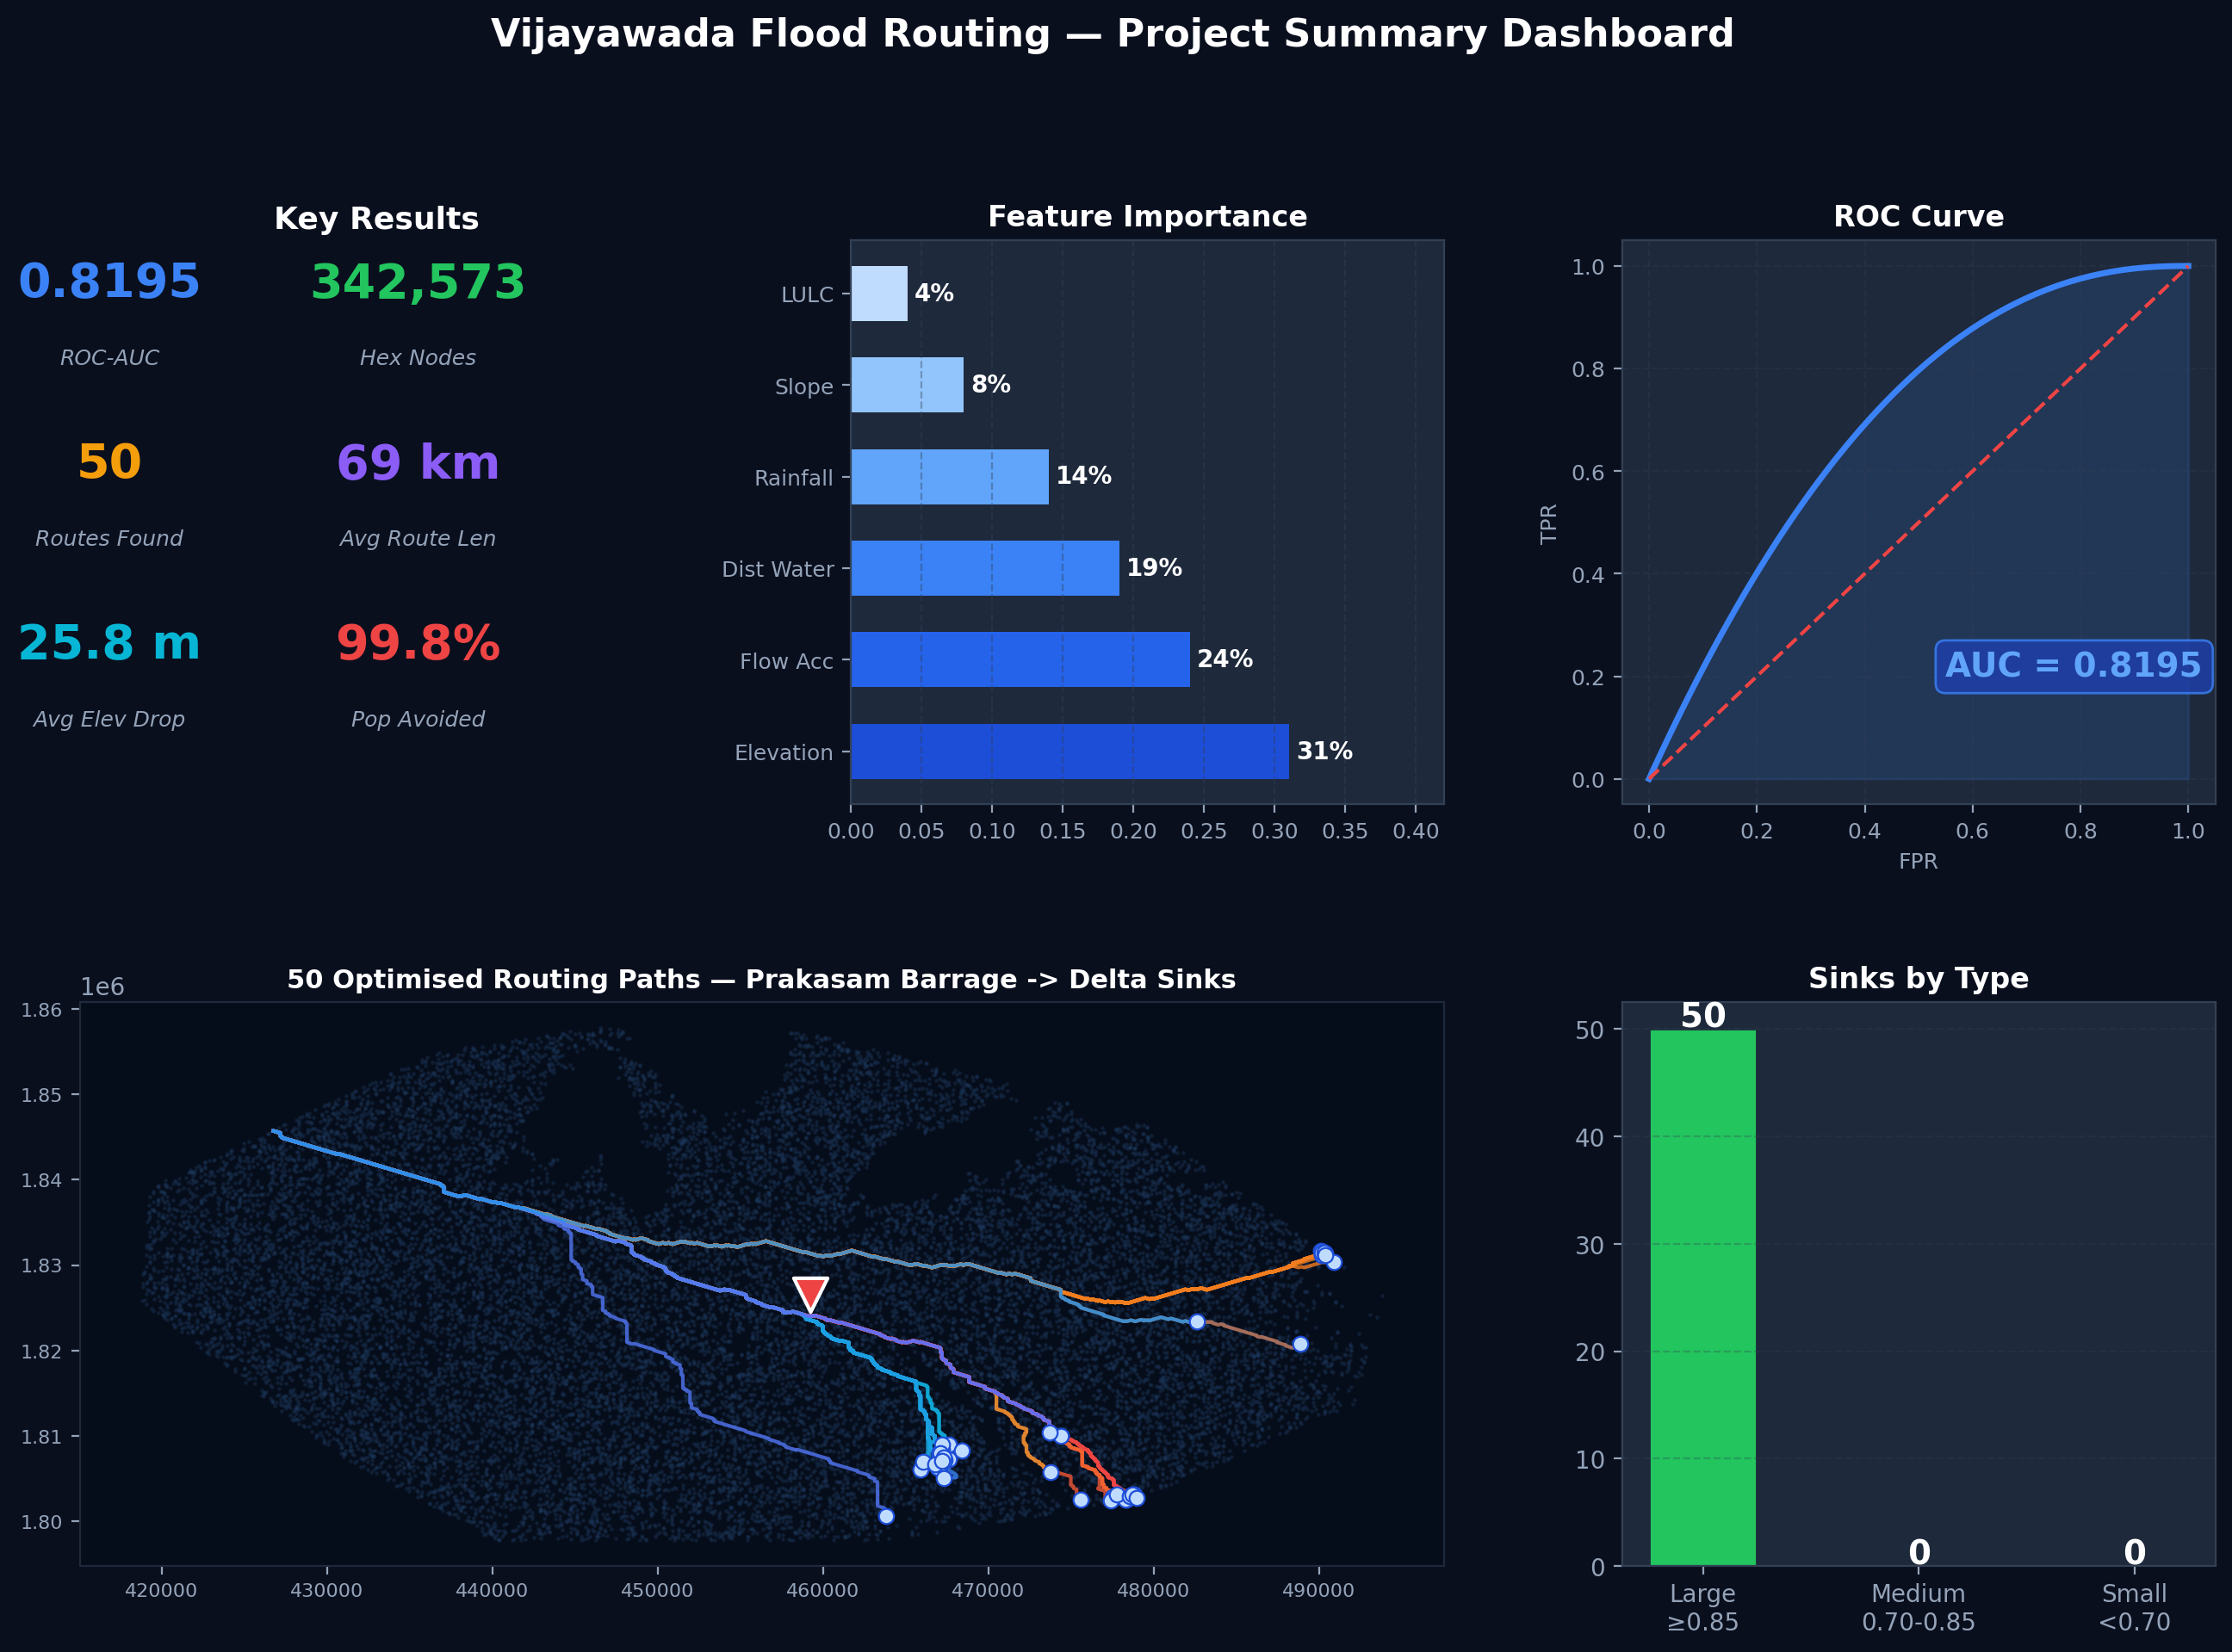 Vijayawada Flood Routing — Project Summary Dashboard
Key Results
0.8195
342,573
ROC-AUC
Hex Nodes
50
69 km
Routes Found
Avg Route Len
25.8 m
99.8%
Avg Elev Drop
Pop Avoided
Feature Importance
LULC
4%
Slope
8%
Rainfall
14%
Dist Water
19%
Flow Acc
24%
Elevation
31%
0.00 0.05 0.10 0.15 0.20 0.25 0.30 0.35 0.40
ROC Curve
1.0
0.8
0.6
0.4
0.2
0.0
TPR
AUC = 0.8195
0.0 0.2 0.4 0.6 0.8 1.0
FPR
50 Optimised Routing Paths — Prakasam Barrage -> Delta Sinks
1e6
1.86
1.85
1.84
1.83
1.82
1.81
1.80
420000 430000 440000 450000 460000 470000 480000 490000
Sinks by Type
50
40
30
20
10
0
50
0
0
Large
≥0.85
Medium
0.70-0.85
Small
<0.70